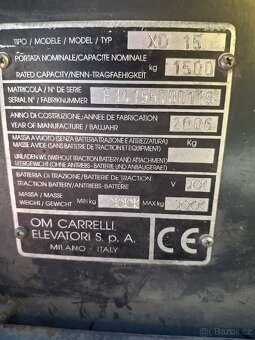 TIPO / MODELE / MODEL / TYP XD 15
PORTATA NOMINALE/CAPACITE NOMINALE
RATED CAPACITY/NENN-TRAGFAEHIGKEIT kg 1500
MATRICOLA / N° DE SERIE
SERIAL N° / FABRIKNUMMER
ANNO DI COSTRUZIONE/ANNÉE DE FABRICATION
YEAR OF MANUFACTURE / BAUJAHR 2005
MASSA A VUOTO (SENZA BATTERIA TRAZIONE E ATTREZZATURA)
MASSE A VIDE (SANS BATTERIE DE TRACTION ET EQUIPEMENT) Kg
UNLADEN WT. (WITHOUT TRACTION BATTERY AND ATTACHMENT)
LEERGEWICHT (OHNE ANTRIEBS - BATTERIE UND ANBAUGERAET)
BATTERIA DI TRAZIONE / BATTERIE DE TRACTION
TRACTION BATTERY/ANTRIEBS-BATTERIE V
MASSA / MASSE
WEIGHT / GEWICHT Min kg *** MAX kg ***
OM CARRELLI
ELEVATORI S.p.A.
MILANO - ITALY
CE
bazos.cz